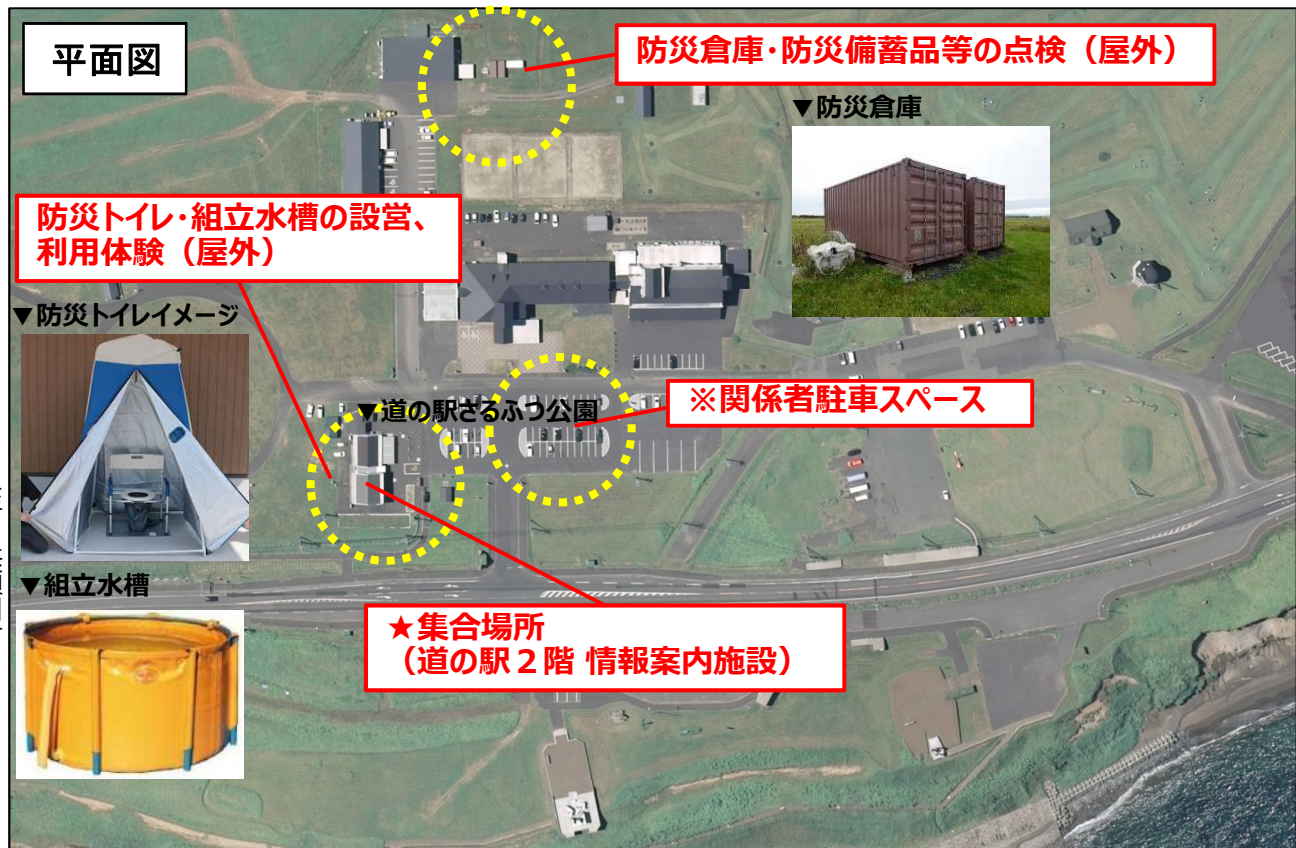 平面図
防災倉庫・防災備蓄品等の点検（屋外）
▼防災倉庫
防災トイレ・組立水槽の設営、
利用体験（屋外）
▼防災トイレイメージ
▼道の駅さるふつ公園
※関係者駐車スペース
▼組立水槽
★集合場所
（道の駅２階 情報案内施設）